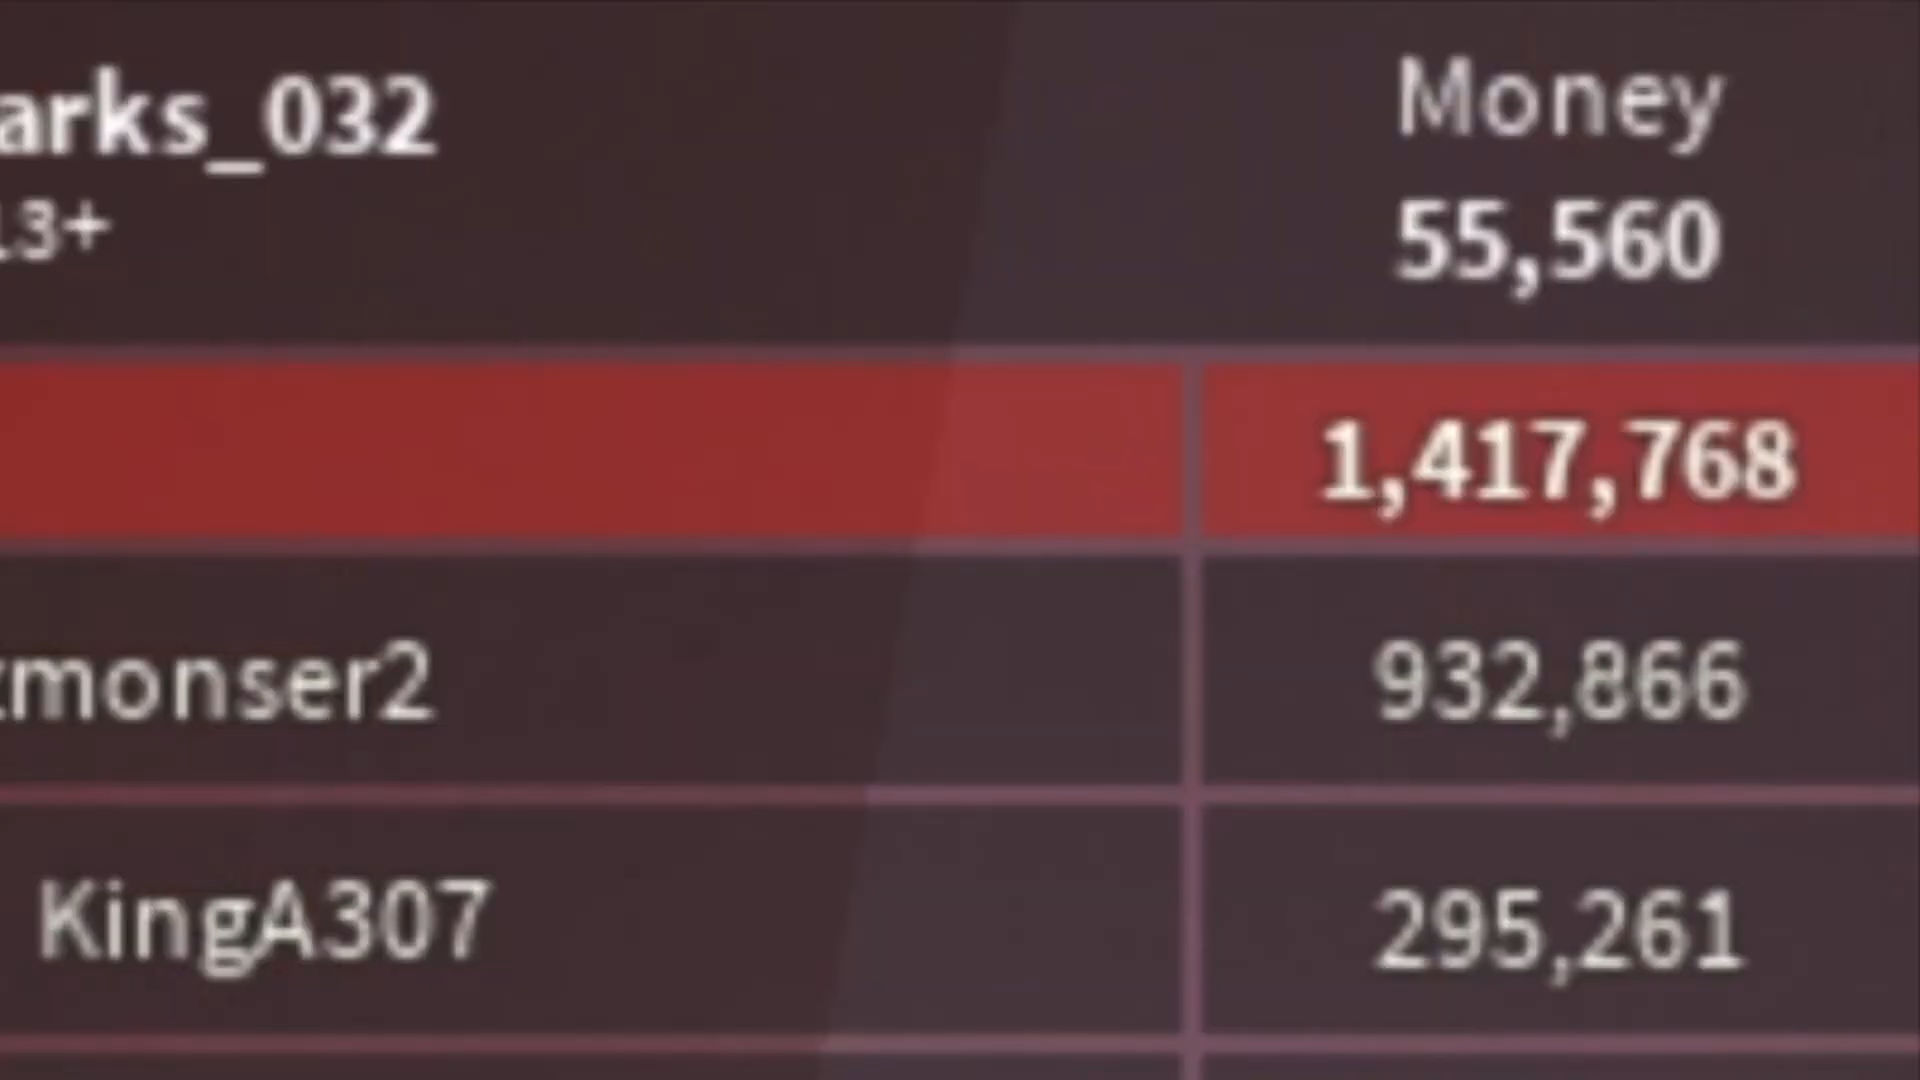 arks_032
Money
13+
55,560
1,417,768
monser2
932,866
KingA307
295,261